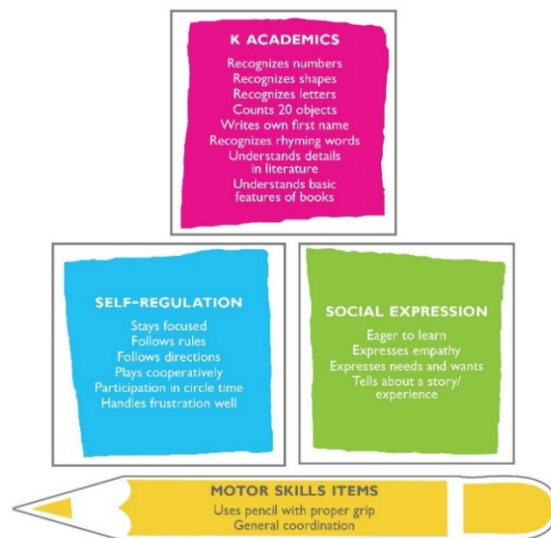 K ACADEMICS
Recognizes numbers
Recognizes shapes
Recognizes letters
Counts 20 objects
Writes own first name
Recognizes rhyming words
Understands details
in literature
Understands basic
features of books
SELF-REGULATION
Stays focused
Follows rules
Follows directions
Plays cooperatively
Participation in circle time
Handles frustration well
SOCIAL EXPRESSION
Eager to learn
Expresses empathy
Expresses needs and wants
Tells about a story/
experience
MOTOR SKILLS ITEMS
Uses pencil with proper grip
General coordination